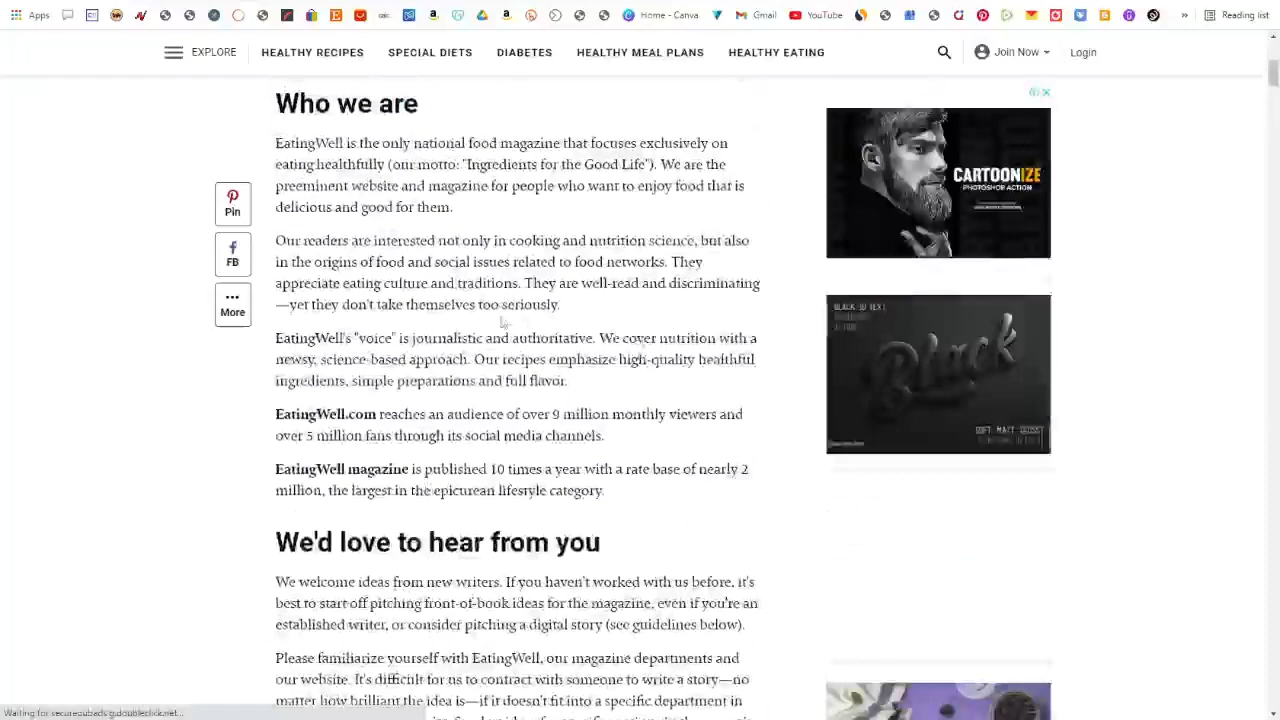 Apps
Home - Canva
Gmail
YouTube
Reading list
EXPLORE
HEALTHY RECIPES
SPECIAL DIETS
DIABETES
HEALTHY MEAL PLANS
HEALTHY EATING
Join Now
Login
Who we are
EatingWell is the only national food magazine that focuses exclusively on
eating healthfully (our motto: "Ingredients for the Good Life"). We are the
preeminent website and magazine for people who want to enjoy food that is
delicious and good for them.
Pin
FB
More
Our readers are interested not only in cooking and nutrition science, but also
in the origins of food and social issues related to food networks. They
appreciate eating culture and traditions. They are well-read and discriminating
—yet they don't take themselves too seriously.
EatingWell's "voice" is journalistic and authoritative. We cover nutrition with a
newsy, science-based approach. Our recipes emphasize high-quality healthful
ingredients, simple preparations and full flavor.
EatingWell.com reaches an audience of over 9 million monthly viewers and
over 5 million fans through its social media channels.
EatingWell magazine is published 10 times a year with a rate base of nearly 2
million, the largest in the epicurean lifestyle category.
We'd love to hear from you
We welcome ideas from new writers. If you haven't worked with us before, it's
best to start off pitching front-of-book ideas for the magazine, even if you're an
established writer, or consider pitching a digital story (see guidelines below).
Please familiarize yourself with EatingWell, our magazine departments and
our website. It's difficult for us to contract with someone to write a story—no
matter how brilliant the idea is—if it doesn't fit into a specific department in
CARTOONIZE
PHOTOSHOP ACTION
BLACK 3D TEXT
Black
SOFT MATT
Waiting for securepubads.g.doubleclick.net...